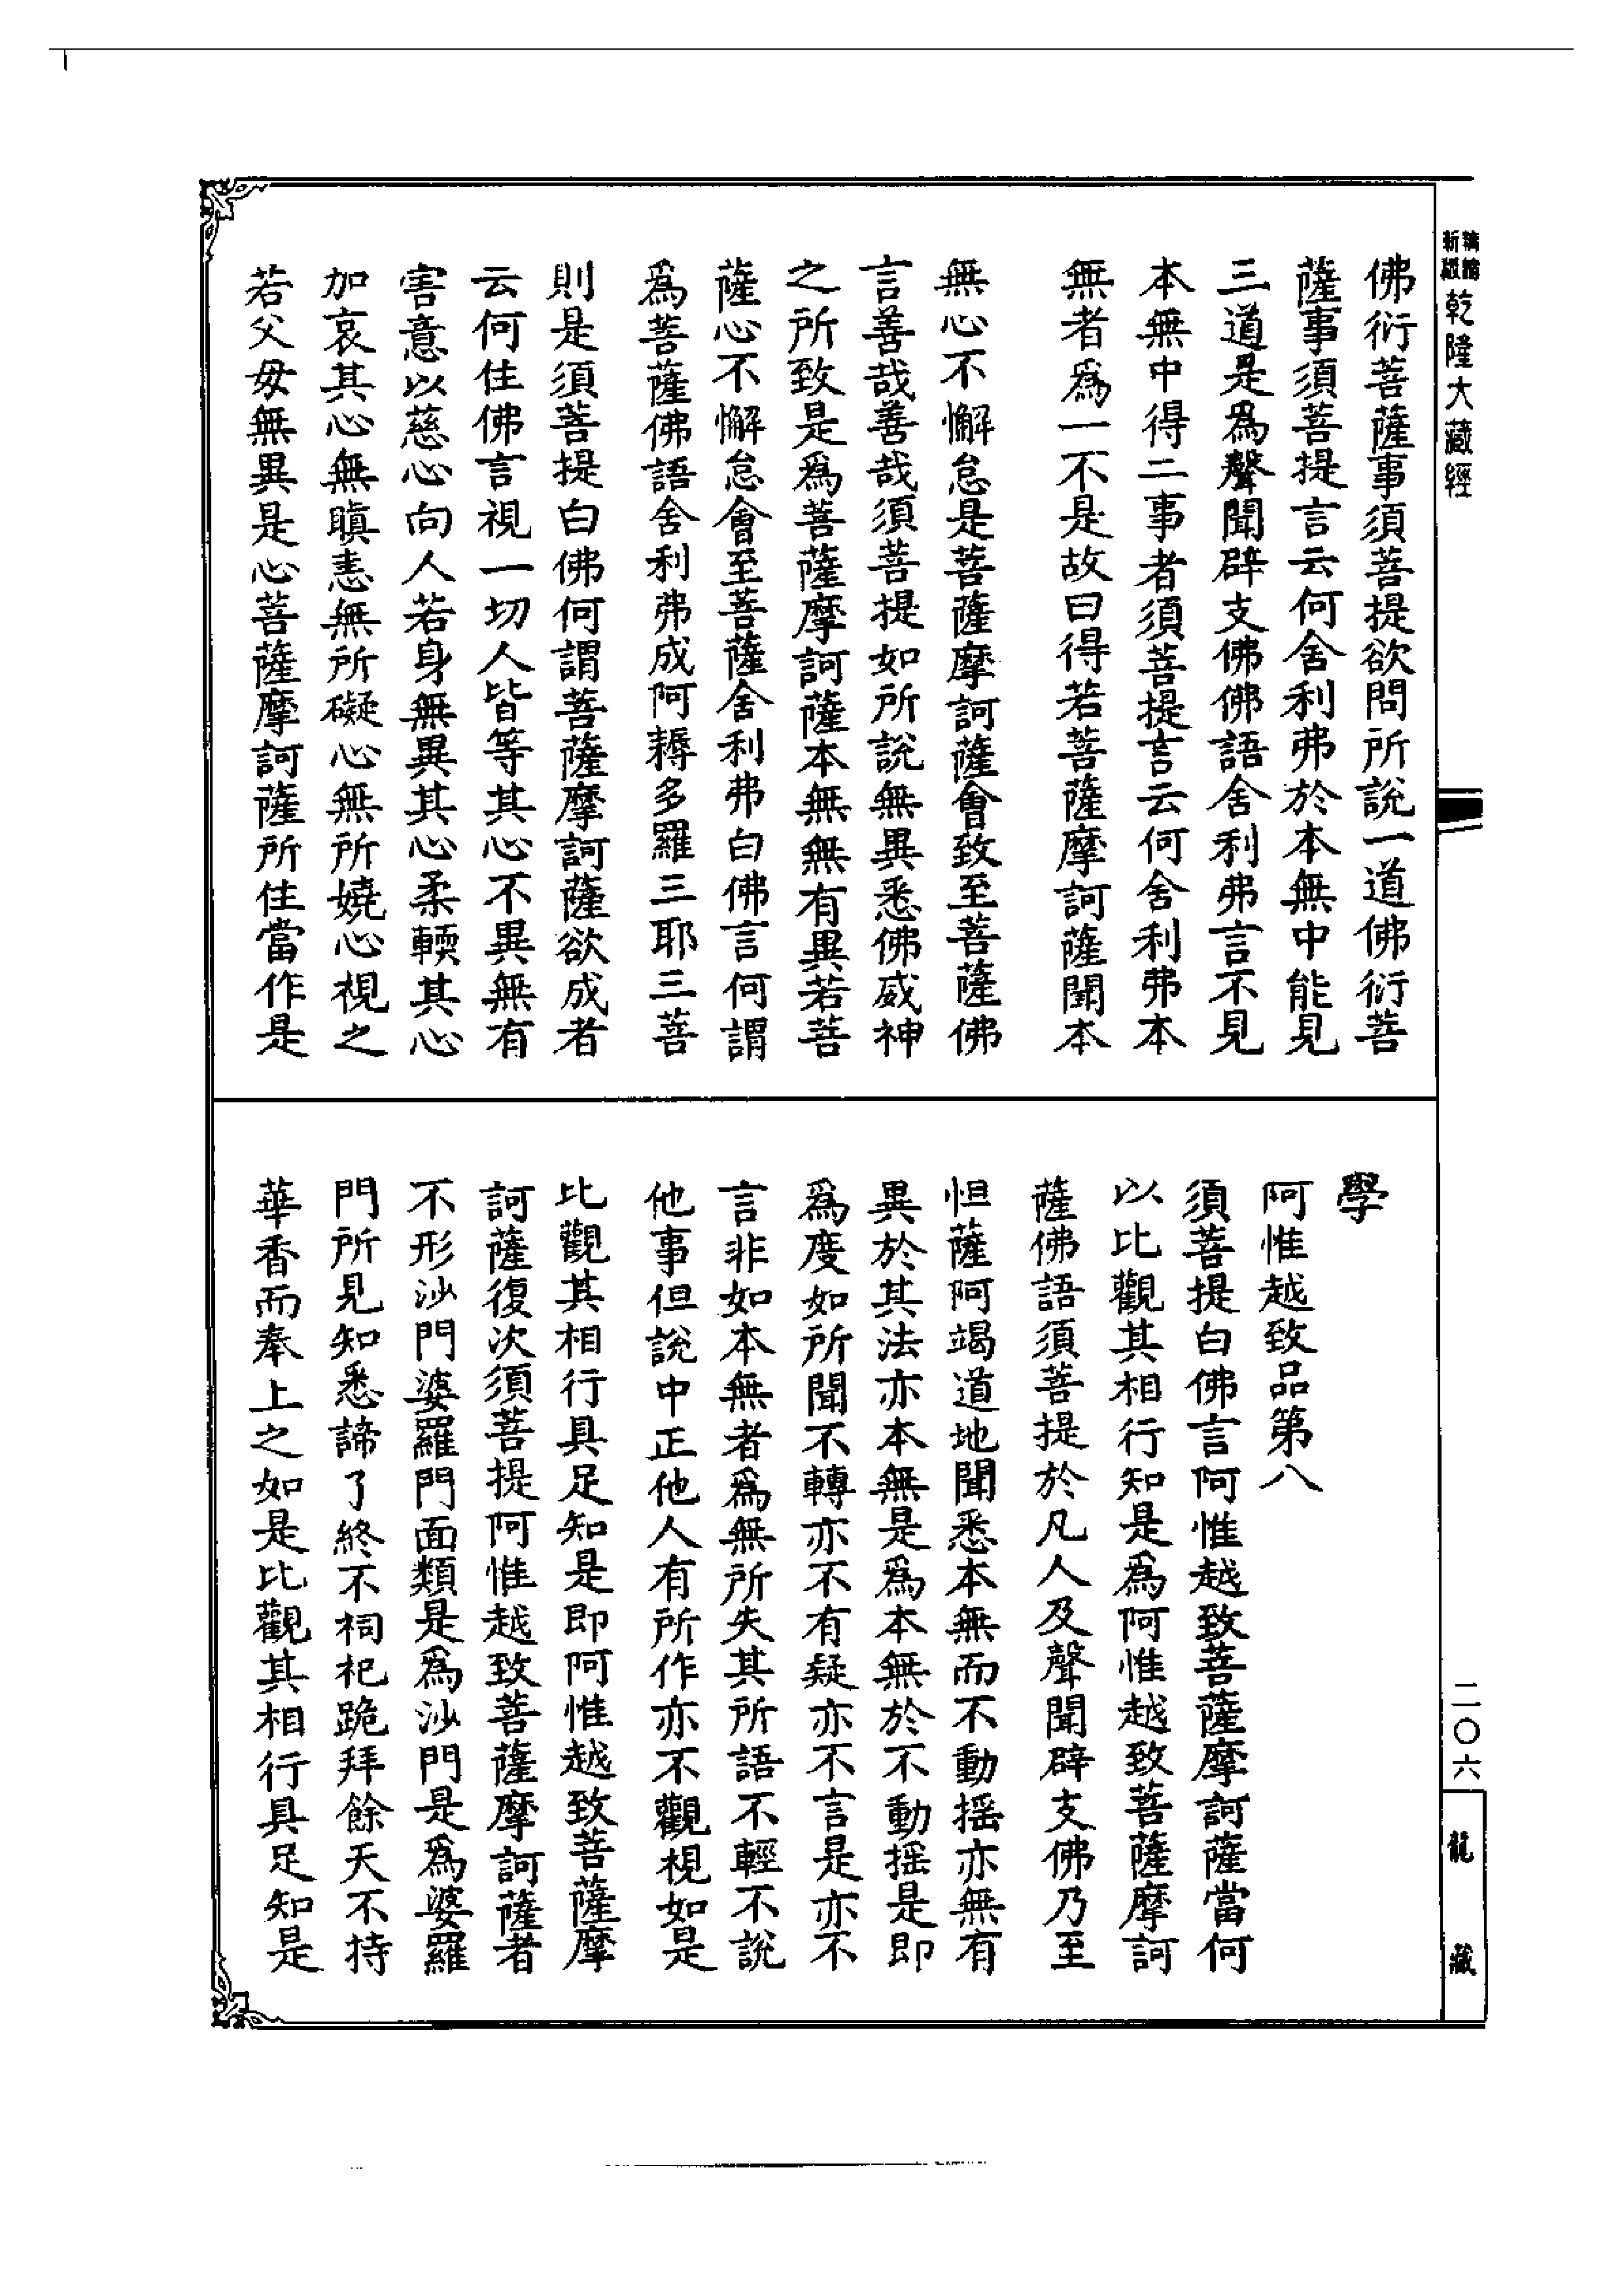 新版精縮乾隆大藏經
佛衍菩薩事須菩提欲問所說一道佛衍菩
薩事須菩提言云何舍利弗於本無中能見
三道是爲聲聞辟支佛佛語舍利弗言不見
本無中得二事者須菩提言云何舍利弗本
無者爲一不是故曰得若菩薩摩訶薩聞本
無心不懈怠是菩薩摩訶薩會致至菩薩佛
言善哉善哉須菩提如所說無異悉佛威神
之所致是爲菩薩摩訶薩本無無有異若菩
薩心不懈怠會至菩薩舍利弗白佛言何謂
爲菩薩佛語舍利弗成阿耨多羅三耶三菩
則是須菩提白佛何謂菩薩摩訶薩欲成者
云何住佛言視一切人皆等其心不異無有
害意以慈心向人若身無異其心柔輭其心
加哀其心無瞋恚無所礙心無所嬈心視之
若父母無異是心菩薩摩訶薩所住當作是
學
阿惟越致品第八
須菩提白佛言阿惟越致菩薩摩訶薩當何
以比觀其相行知是爲阿惟越致菩薩摩訶
薩佛語須菩提於凡人及聲聞辟支佛乃至
怛薩阿竭道地聞悉本無而不動搖亦無有
異於其法亦本無是爲本無於不動搖是即
爲度如所聞不轉亦不有疑亦不言是亦不
言非如本無者爲無所失其所語不輕不說
他事但說中正他人有所作亦不觀視如是
比觀其相行具足知是即阿惟越致菩薩摩
訶薩復次須菩提阿惟越致菩薩摩訶薩者
不形沙門婆羅門面類是爲沙門是爲婆羅
門所見知悉諦了終不祠祀跪拜餘天不持
華香而奉上之如是比觀其相行具足知是
二〇六
龍藏